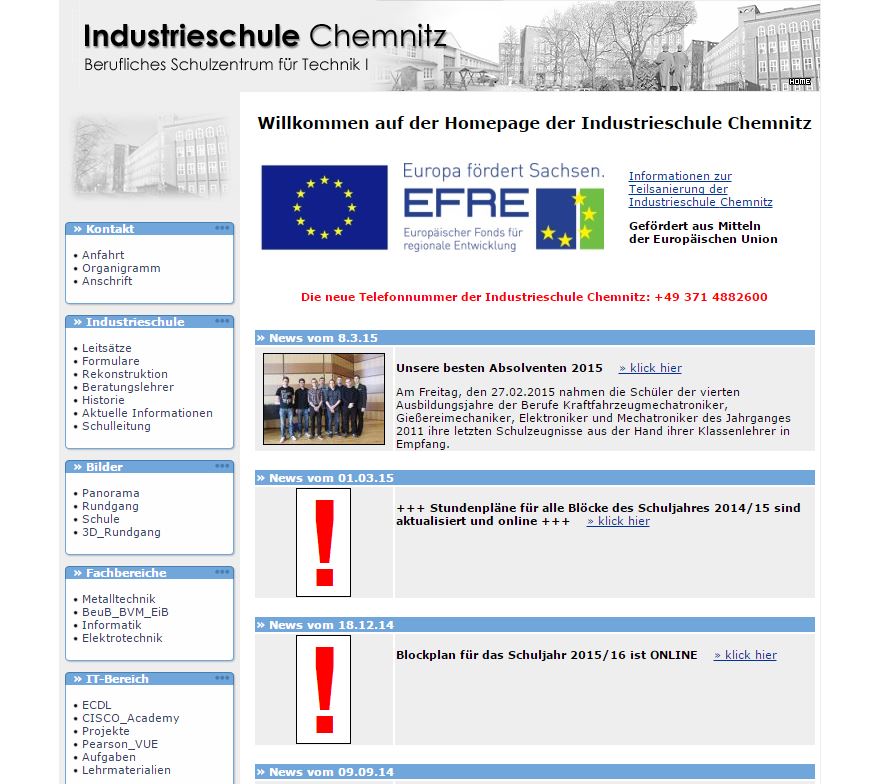 Industrieschule Chemnitz
Berufliches Schulzentrum für Technik I
HOME
Willkommen auf der Homepage der Industrieschule Chemnitz
Europa fördert Sachsen.
EFRE
Europäischer Fonds für
regionale Entwicklung
Informationen zur
Teilsanierung der
Industrieschule Chemnitz
Gefördert aus Mitteln
der Europäischen Union
Die neue Telefonnummer der Industrieschule Chemnitz: +49 371 4882600
» Kontakt
• Anfahrt
• Organigramm
• Anschrift
» Industrieschule
• Leitsätze
• Formulare
• Rekonstruktion
• Beratungslehrer
• Historie
• Aktuelle Informationen
• Schulleitung
» Bilder
• Panorama
• Rundgang
• Schule
• 3D_Rundgang
» Fachbereiche
• Metalltechnik
• BeuB_BVM_EiB
• Informatik
• Elektrotechnik
» IT-Bereich
• ECDL
• CISCO_Academy
• Projekte
• Pearson_VUE
• Aufgaben
• Lehrmaterialien
» News vom 8.3.15
Unsere besten Absolventen 2015 » klick hier
Am Freitag, den 27.02.2015 nahmen die Schüler der vierten
Ausbildungsjahre der Berufe Kraftfahrzeugmechatroniker,
Gießereimechaniker, Elektroniker und Mechatroniker des Jahrganges
2011 ihre letzten Schulzeugnisse aus der Hand ihrer Klassenlehrer in
Empfang.
» News vom 01.03.15
!
+++ Stundenpläne für alle Blöcke des Schuljahres 2014/15 sind
aktualisiert und online +++ » klick hier
» News vom 18.12.14
!
Blockplan für das Schuljahr 2015/16 ist ONLINE » klick hier
» News vom 09.09.14